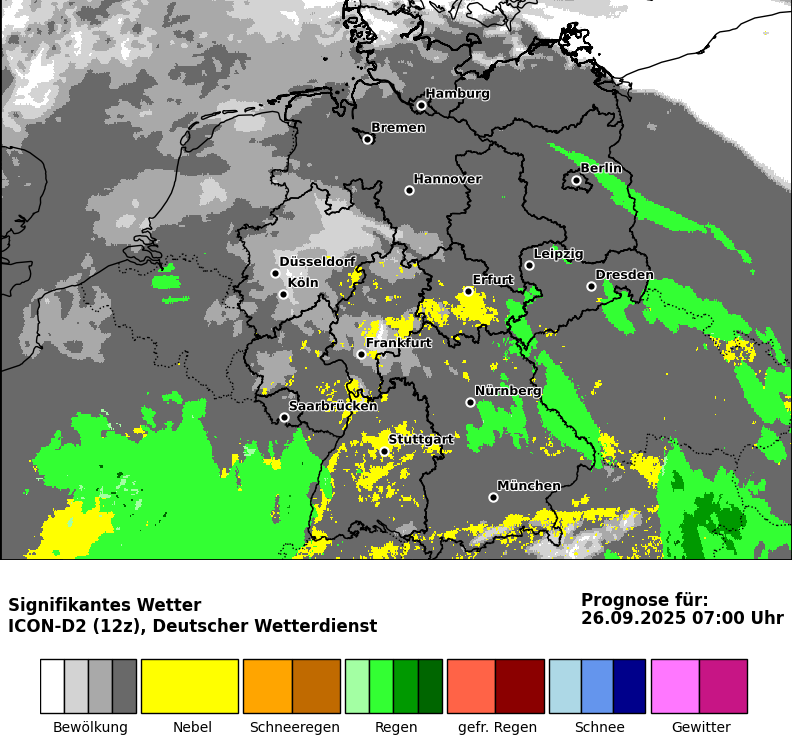 Hamburg
Bremen
Berlin
Hannover
Düsseldorf
Leipzig
Köln
Erfurt
Dresden
Frankfurt
Nürnberg
Saarbrücken
Stuttgart
München
Signifikantes Wetter
ICON-D2 (12z), Deutscher Wetterdienst
Prognose für:
26.09.2025 07:00 Uhr
Bewölkung Nebel Schneeregen Regen gefr. Regen Schnee Gewitter